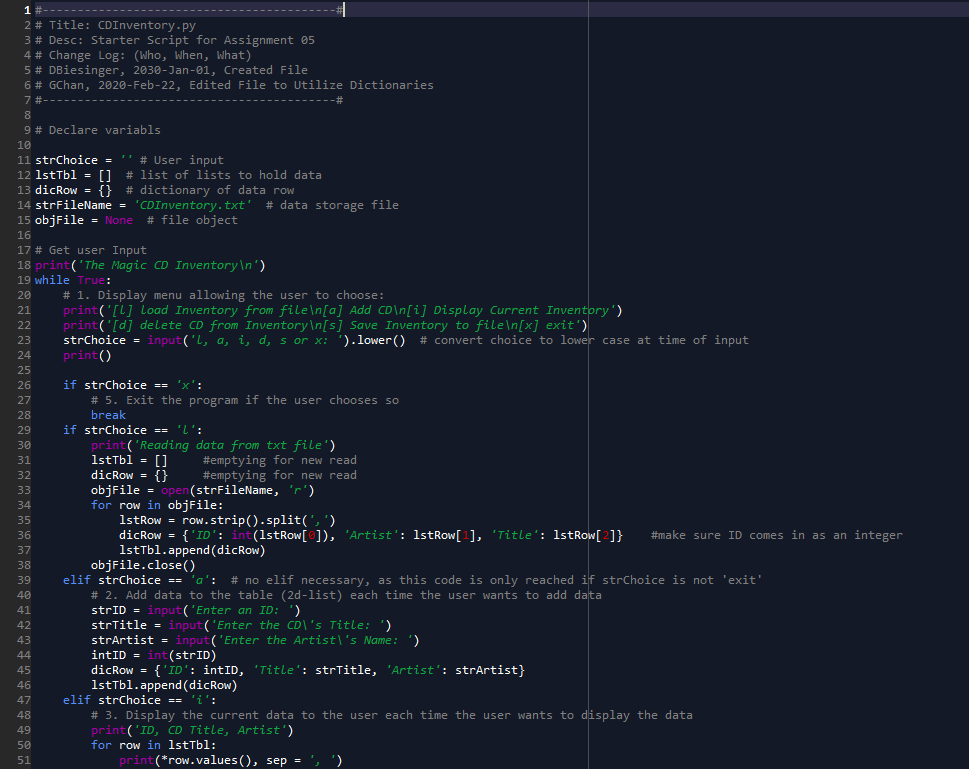 1 #------------------------------------------#
2 # Title: CDInventory.py
3 # Desc: Starter Script for Assignment 05
4 # Change Log: (Who, When, What)
5 # DBiesinger, 2030-Jan-01, Created File
6 # GChan, 2020-Feb-22, Edited File to Utilize Dictionaries
7 #------------------------------------------#
8
9 # Declare variabls
10
11 strChoice = '' # User input
12 lstTbl = []  # list of lists to hold data
13 dicRow = {}  # dictionary of data row
14 strFileName = 'CDInventory.txt'  # data storage file
15 objFile = None  # file object
16
17 # Get user Input
18 print('The Magic CD Inventory\n')
19 while True:
20     # 1. Display menu allowing the user to choose:
21     print('[l] load Inventory from file\n[a] Add CD\n[i] Display Current Inventory')
22     print('[d] delete CD from Inventory\n[s] Save Inventory to file\n[x] exit')
23     strChoice = input('l, a, i, d, s or x: ').lower()  # convert choice to lower case at time of input
24     print()
25
26     if strChoice == 'x':
27         # 5. Exit the program if the user chooses so
28         break
29     if strChoice == 'l':
30         print('Reading data from txt file')
31         lstTbl = []     #emptying for new read
32         dicRow = {}     #emptying for new read
33         objFile = open(strFileName, 'r')
34         for row in objFile:
35             lstRow = row.strip().split(',')
36             dicRow = {'ID': int(lstRow[0]), 'Artist': lstRow[1], 'Title': lstRow[2]}    #make sure ID comes in as an integer
37             lstTbl.append(dicRow)
38         objFile.close()
39     elif strChoice == 'a':  # no elif necessary, as this code is only reached if strChoice is not 'exit'
40         # 2. Add data to the table (2d-list) each time the user wants to add data
41         strID = input('Enter an ID: ')
42         strTitle = input('Enter the CD\'s Title: ')
43         strArtist = input('Enter the Artist\'s Name: ')
44         intID = int(strID)
45         dicRow = {'ID': intID, 'Title': strTitle, 'Artist': strArtist}
46         lstTbl.append(dicRow)
47     elif strChoice == 'i':
48         # 3. Display the current data to the user each time the user wants to display the data
49         print('ID, CD Title, Artist')
50         for row in lstTbl:
51             print(*row.values(), sep = ', ')